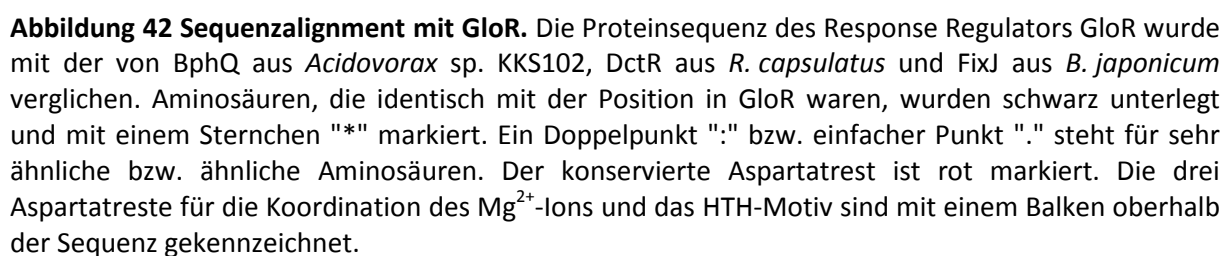 Abbildung 42 Sequenzalignment mit GloR. Die Proteinsequenz des Response Regulators GloR wurde
mit der von BphQ aus Acidovorax sp. KKS102, DctR aus R. capsulatus und FixJ aus B. japonicum
verglichen. Aminosäuren, die identisch mit der Position in GloR waren, wurden schwarz unterlegt
und mit einem Sternchen "*" markiert. Ein Doppelpunkt ":" bzw. einfacher Punkt "." steht für sehr
ähnliche bzw. ähnliche Aminosäuren. Der konservierte Aspartatrest ist rot markiert. Die drei
Aspartatreste für die Koordination des Mg²⁺-Ions und das HTH-Motiv sind mit einem Balken oberhalb
der Sequenz gekennzeichnet.